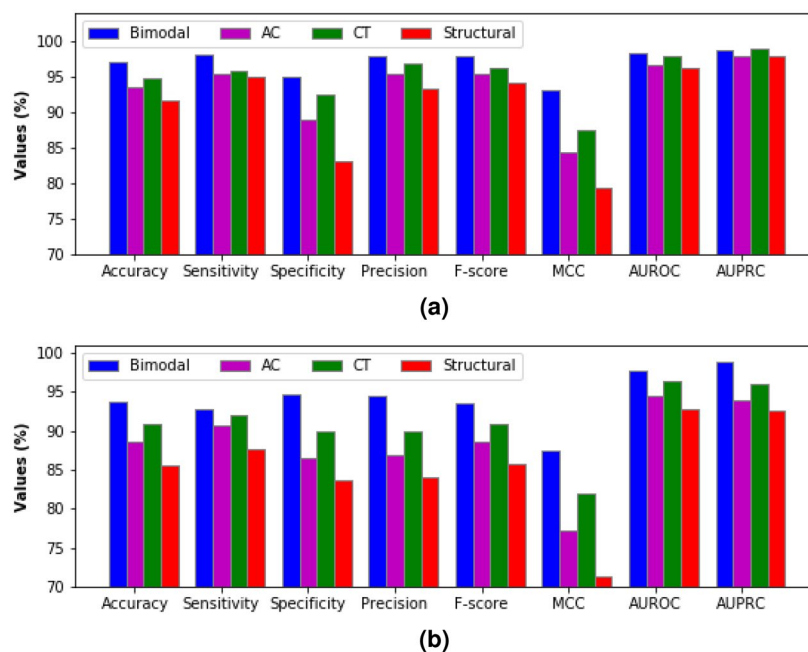 Bimodal AC CT Structural
100
95
90
85
80
75
70
Values (%)
Accuracy Sensitivity Specificity Precision F-score MCC AUROC AUPRC
(a)
Bimodal AC CT Structural
100
95
90
85
80
75
70
Values (%)
Accuracy Sensitivity Specificity Precision F-score MCC AUROC AUPRC
(b)